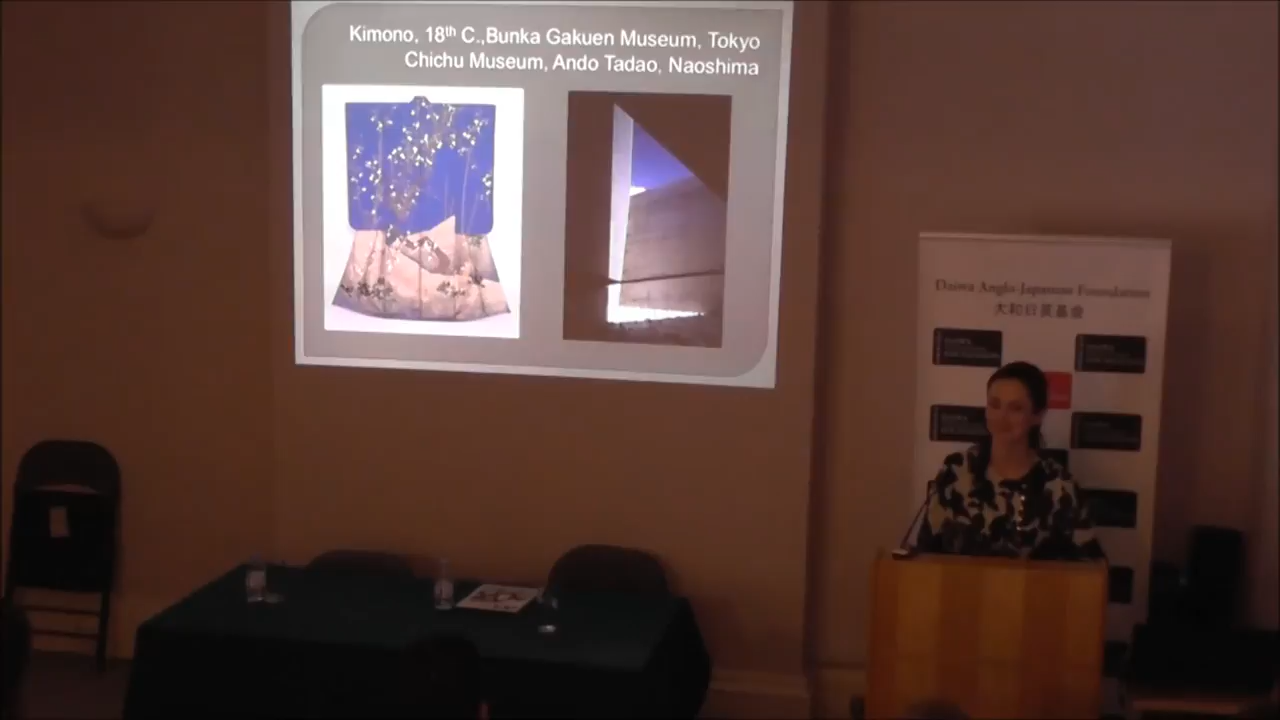 Kimono, 18th C.,Bunka Gakuen Museum, Tokyo
Chichu Museum, Ando Tadao, Naoshima
Daiwa Anglo-Japanese Foundation
大和日英基金